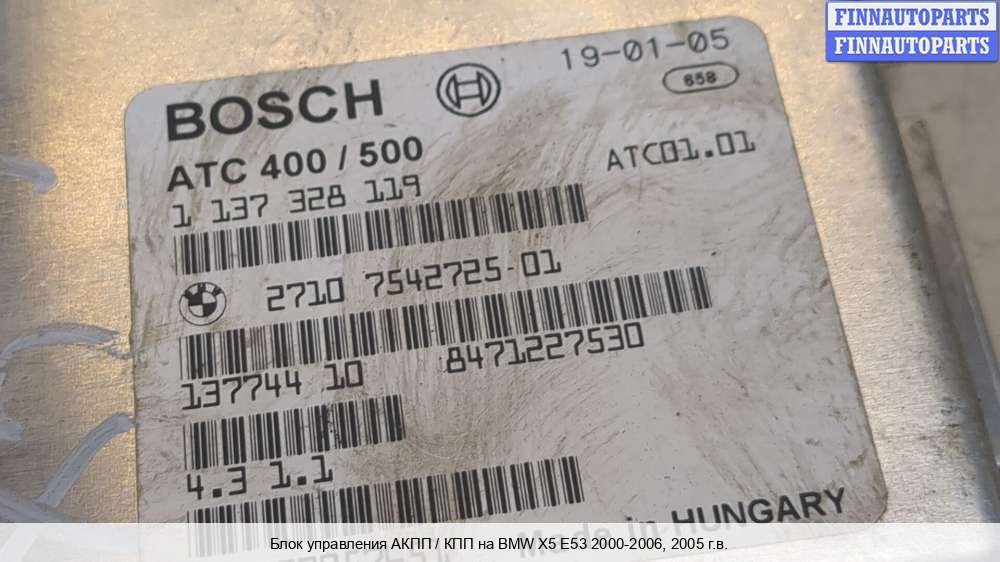 FINNAUTOPARTS
FINNAUTOPARTS
19-01-05
BOSCH
658
ATC 400 / 500
ATC01.01
1 137 328 119
2710 7542725-01
137744 10 8471227530
4.3 1.1
Made in HUNGARY
Блок управления АКПП / КПП на BMW X5 E53 2000-2006, 2005 г.в.